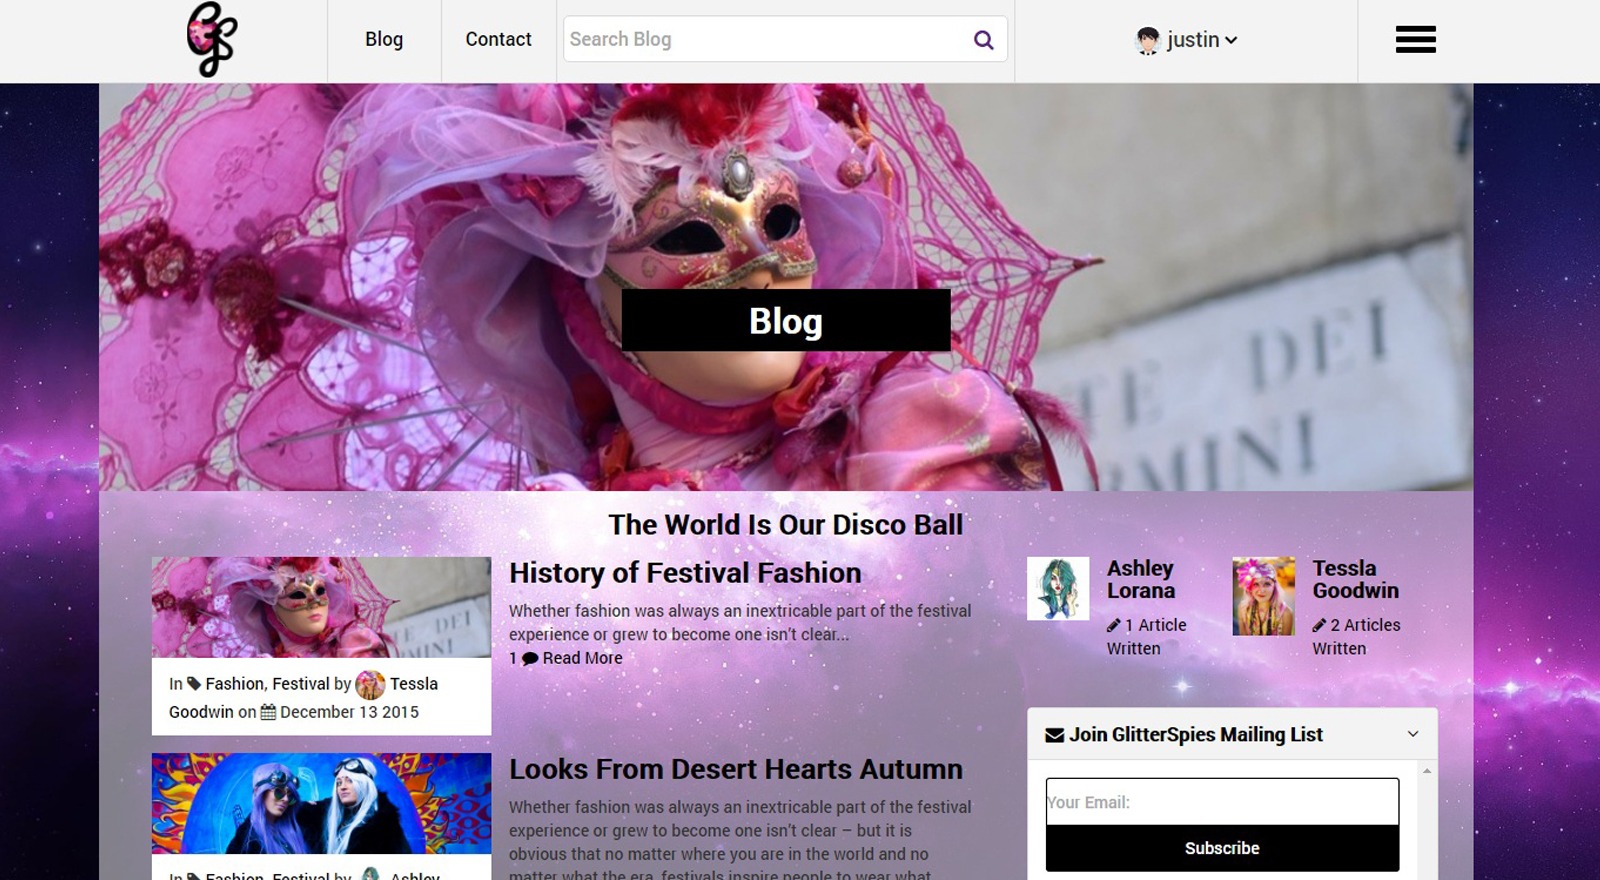 GS
Blog
Contact
Search Blog
justin
TE DEI
RMINI
Blog
The World Is Our Disco Ball
TE DEI
RMINI
In Fashion, Festival by Tessla
Goodwin on December 13 2015
History of Festival Fashion
Whether fashion was always an inextricable part of the festival
experience or grew to become one isn’t clear...
1 Read More
Looks From Desert Hearts Autumn
Whether fashion was always an inextricable part of the festival
experience or grew to become one isn’t clear – but it is
obvious that no matter where you are in the world and no
matter what the era, festivals inspire people to wear what
In Fashion, Festival by Ashley
Ashley
Lorana
1 Article
Written
Tessla
Goodwin
2 Articles
Written
Join GlitterSpies Mailing List
Your Email:
Subscribe